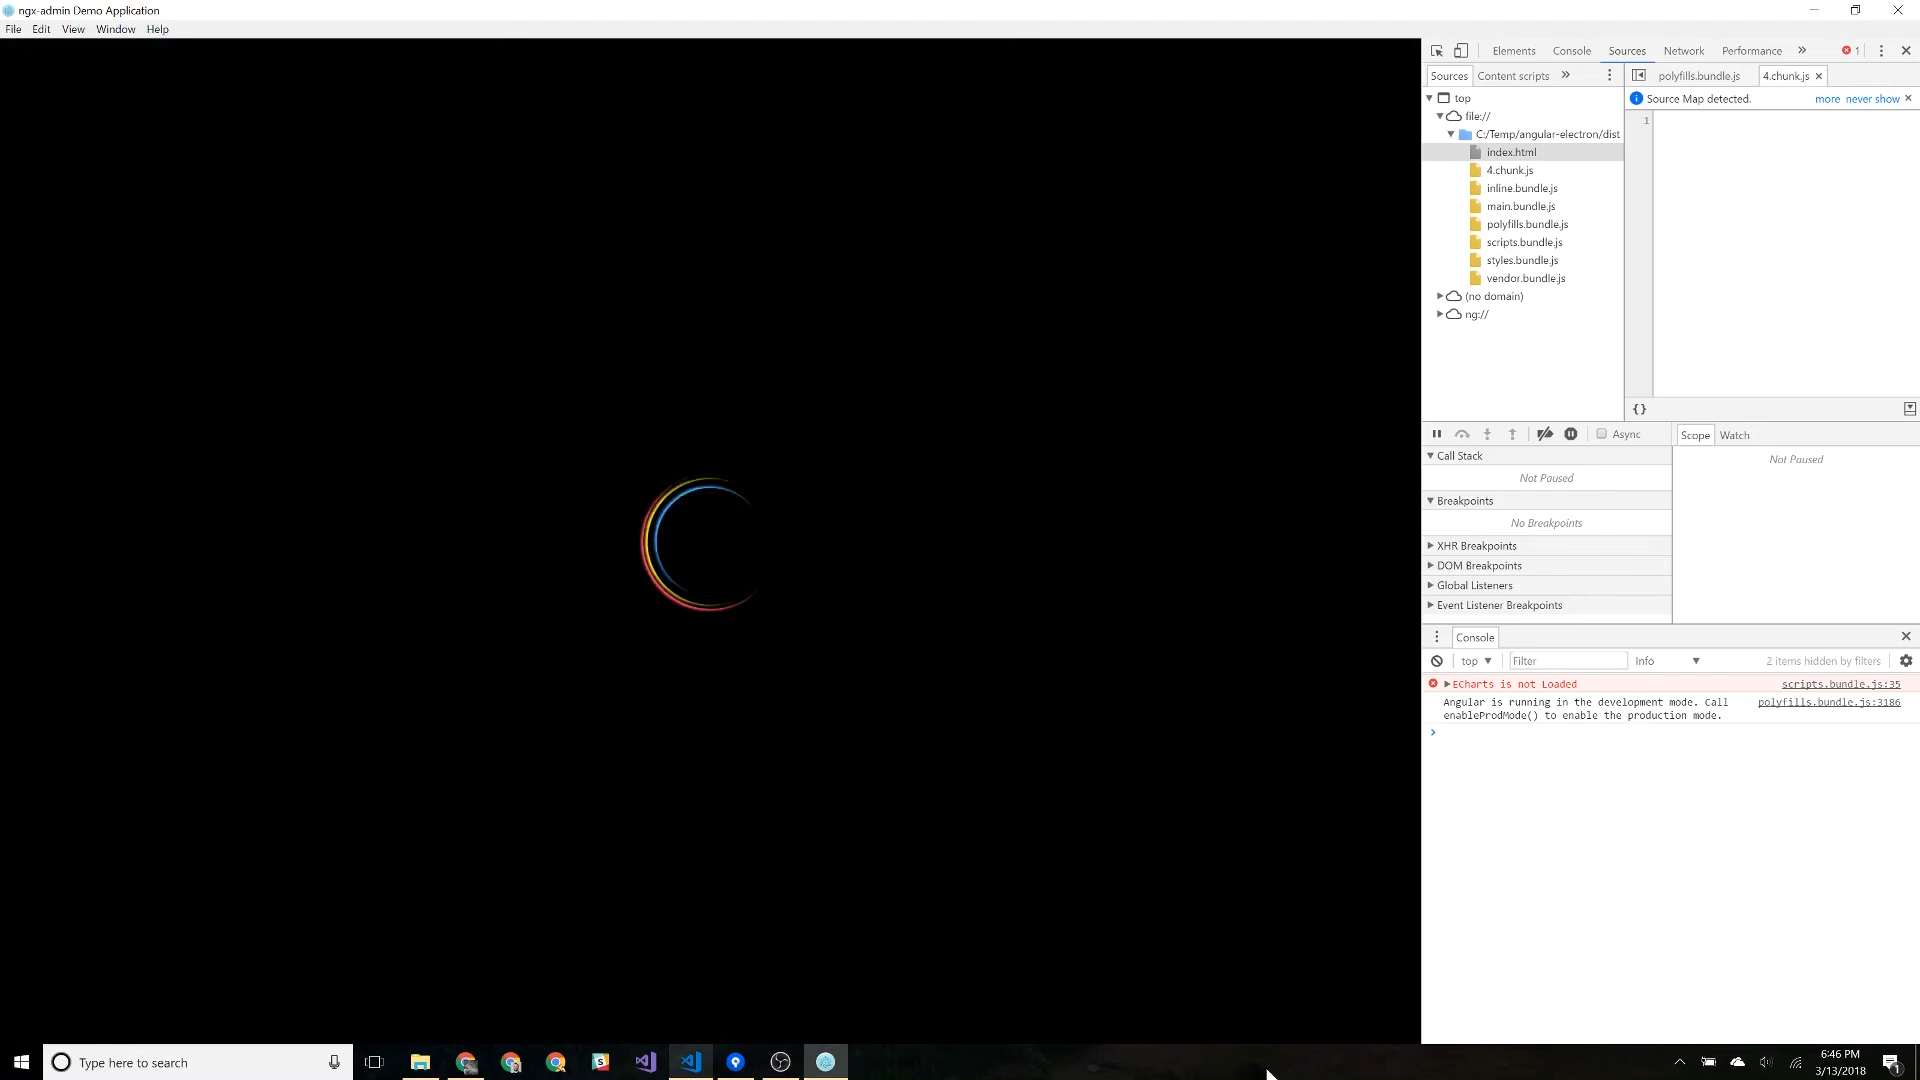 ngx-admin Demo Application
File Edit View Window Help
Elements Console Sources Network Performance » 1
Sources Content scripts »
polyfills.bundle.js 4.chunk.js
Source Map detected. more never show
1
top
file://
C:/Temp/angular-electron/dist
index.html
4.chunk.js
inline.bundle.js
main.bundle.js
polyfills.bundle.js
scripts.bundle.js
styles.bundle.js
vendor.bundle.js
(no domain)
ng://
{}
Async
Scope Watch
Call Stack
Not Paused
Not Paused
Breakpoints
No Breakpoints
XHR Breakpoints
DOM Breakpoints
Global Listeners
Event Listener Breakpoints
Console
top Filter Info 2 items hidden by filters
ECharts is not Loaded scripts.bundle.js:35
Angular is running in the development mode. Call polyfills.bundle.js:3186
enableProdMode() to enable the production mode.
Type here to search
6:46 PM
3/13/2018
1